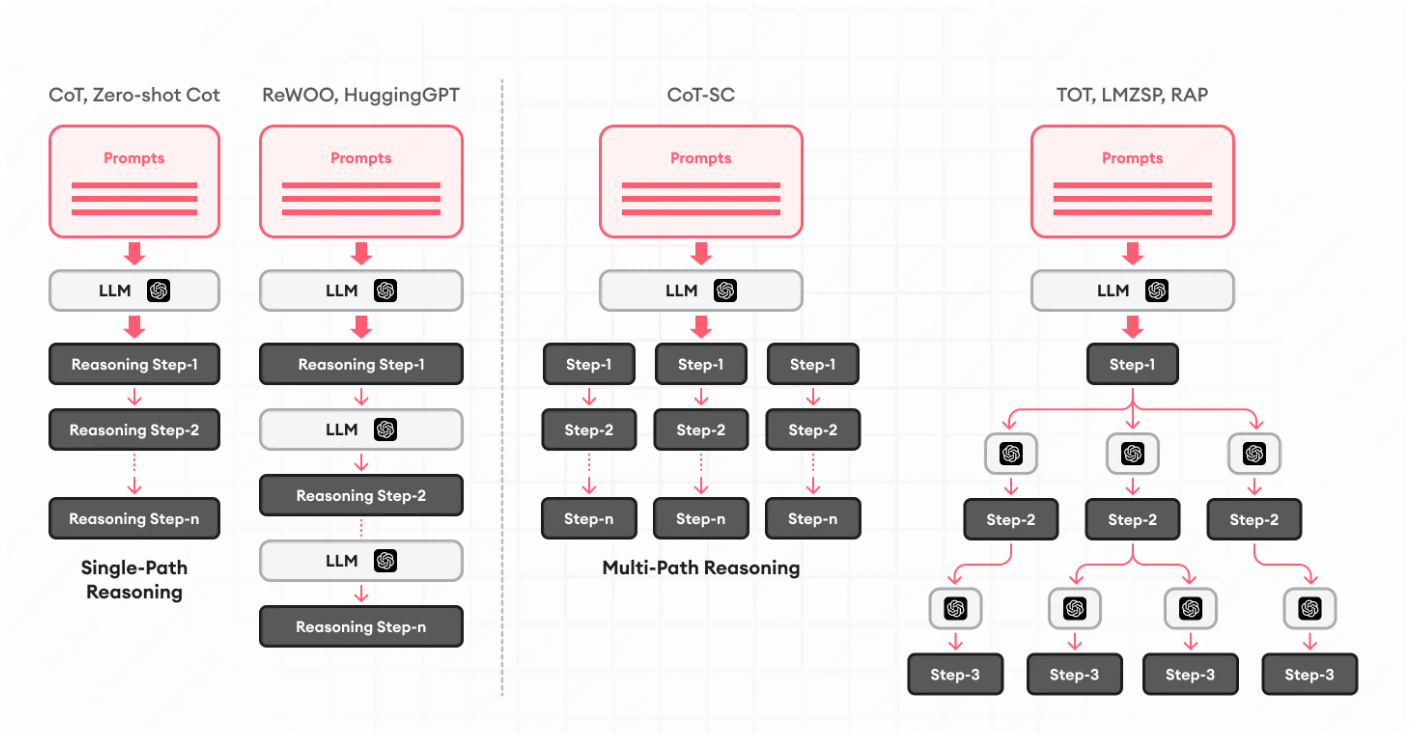 CoT, Zero-shot Cot
Prompts
LLM
Reasoning Step-1
Reasoning Step-2
Reasoning Step-n
Single-Path
Reasoning
ReWOO, HuggingGPT
Prompts
LLM
Reasoning Step-1
LLM
Reasoning Step-2
LLM
Reasoning Step-n
CoT-SC
Prompts
LLM
Step-1 Step-1 Step-1
Step-2 Step-2 Step-2
Step-n Step-n Step-n
Multi-Path Reasoning
TOT, LMZSP, RAP
Prompts
LLM
Step-1
Step-2 Step-2 Step-2
Step-3 Step-3 Step-3 Step-3